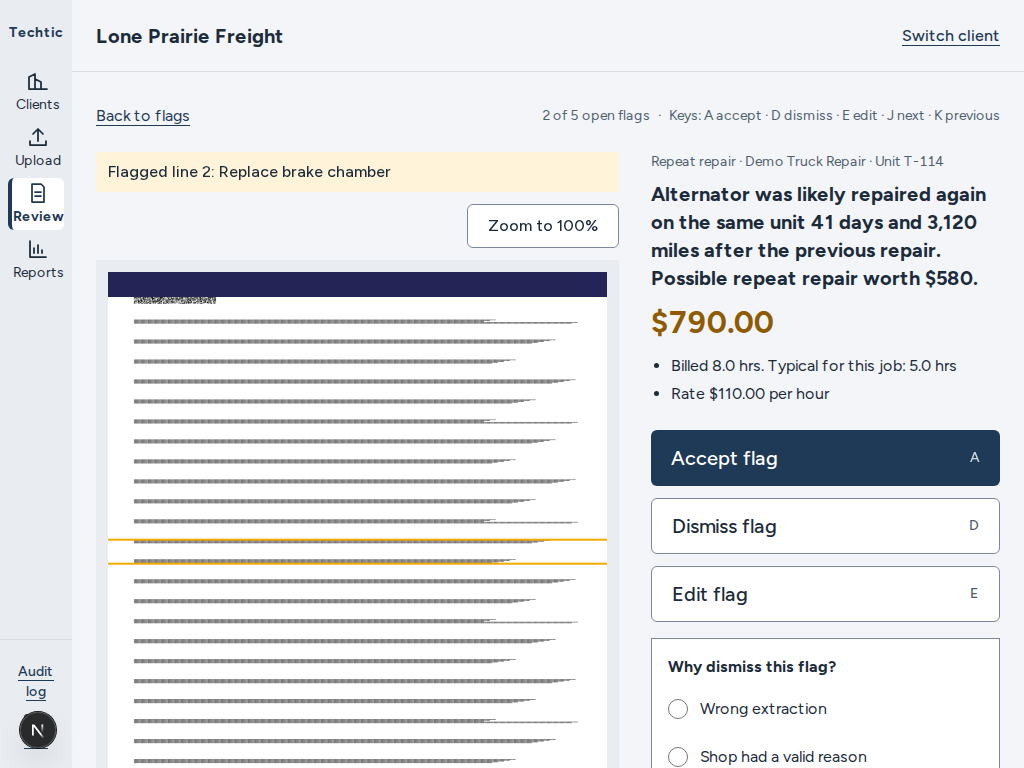 Techtic
Clients
Upload
Review
Reports
Audit
log
N
Lone Prairie Freight
Switch client
Back to flags
2 of 5 open flags · Keys: A accept · D dismiss · E edit · J next · K previous
Flagged line 2: Replace brake chamber
Zoom to 100%
Repeat repair · Demo Truck Repair · Unit T-114
Alternator was likely repaired again
on the same unit 41 days and 3,120
miles after the previous repair.
Possible repeat repair worth $580.
$790.00
• Billed 8.0 hrs. Typical for this job: 5.0 hrs
• Rate $110.00 per hour
Accept flag A
Dismiss flag D
Edit flag E
Why dismiss this flag?
Wrong extraction
Shop had a valid reason